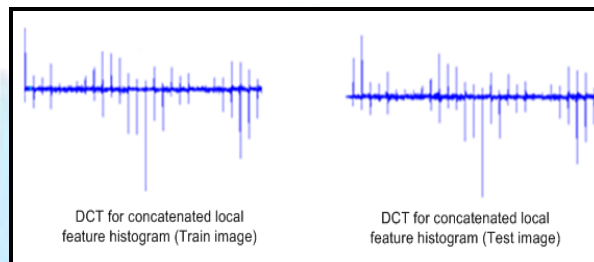 DCT for concatenated local
feature histogram (Train image)
DCT for concatenated local
feature histogram (Test image)